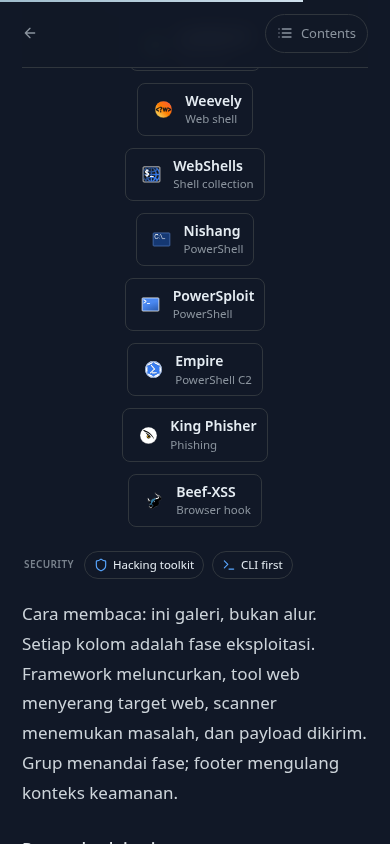 Contents
Weevely
Web shell
WebShells
Shell collection
Nishang
PowerShell
PowerSploit
PowerShell
Empire
PowerShell C2
King Phisher
Phishing
Beef-XSS
Browser hook
SECURITY Hacking toolkit CLI first
Cara membaca: ini galeri, bukan alur.
Setiap kolom adalah fase eksploitasi.
Framework meluncurkan, tool web
menyerang target web, scanner
menemukan masalah, dan payload dikirim.
Grup menandai fase; footer mengulang
konteks keamanan.